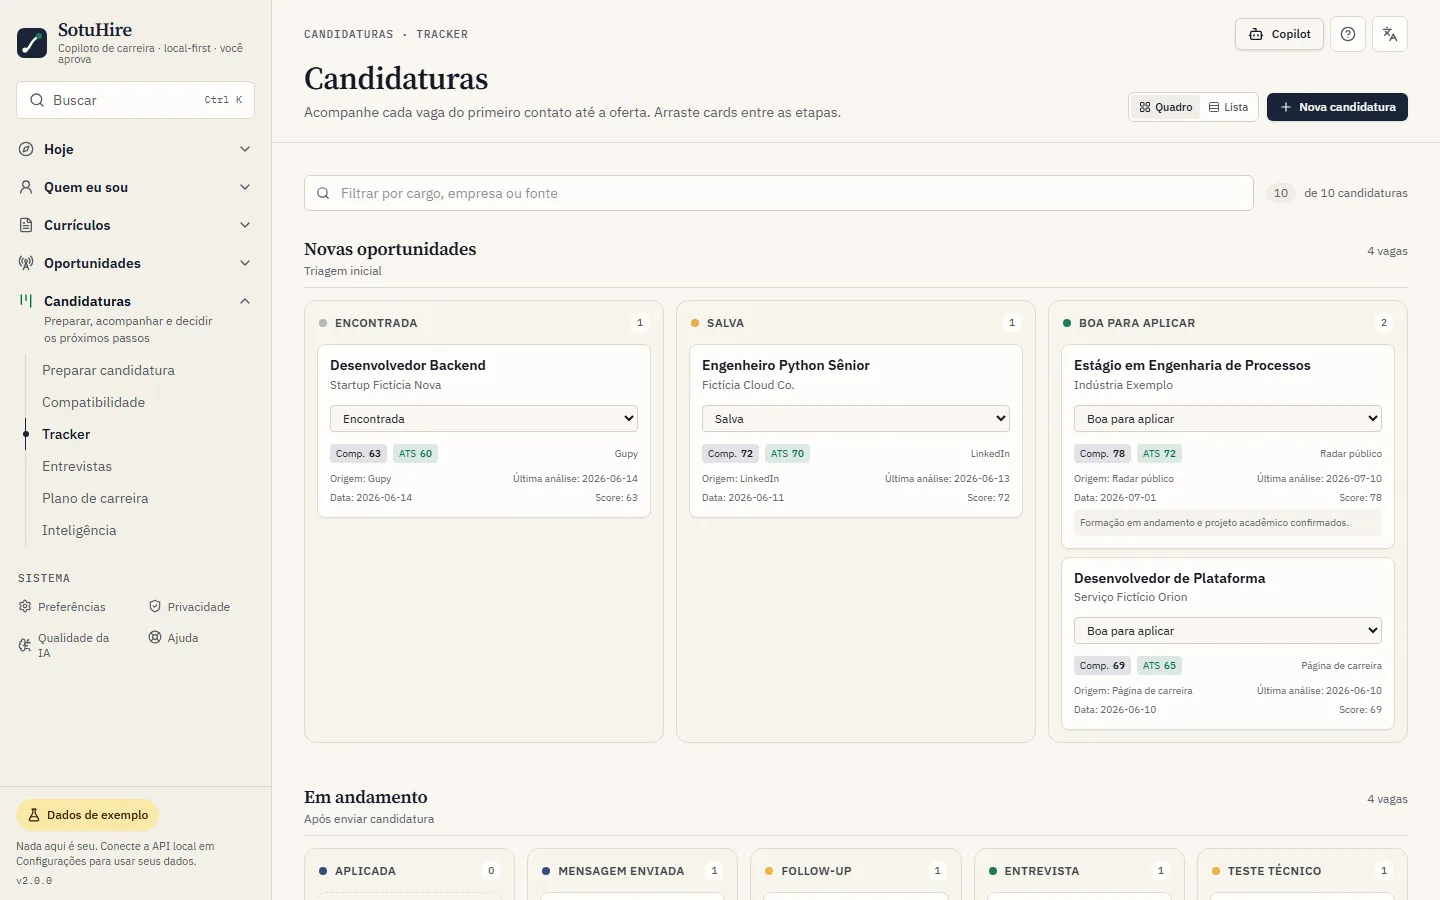 SotuHire
Copiloto de carreira · local-first · você
aprova
Buscar
Ctrl K
Hoje
Quem eu sou
Currículos
Oportunidades
Candidaturas
Preparar, acompanhar e decidir
os próximos passos
Preparar candidatura
Compatibilidade
Tracker
Entrevistas
Plano de carreira
Inteligência
SISTEMA
Preferências
Privacidade
Qualidade da
IA
Ajuda
Dados de exemplo
Nada aqui é seu. Conecte a API local em
Configurações para usar seus dados.
v2.0.0
CANDIDATURAS · TRACKER
Copilot
Candidaturas
Acompanhe cada vaga do primeiro contato até a oferta. Arraste cards entre as etapas.
Quadro
Lista
Nova candidatura
Filtrar por cargo, empresa ou fonte
10 de 10 candidaturas
Novas oportunidades
4 vagas
Triagem inicial
ENCONTRADA
1
Desenvolvedor Backend
Startup Fictícia Nova
Encontrada
Comp. 63
ATS 60
Gupy
Origem: Gupy
Última análise: 2026-06-14
Data: 2026-06-14
Score: 63
SALVA
1
Engenheiro Python Sênior
Fictícia Cloud Co.
Salva
Comp. 72
ATS 70
LinkedIn
Origem: LinkedIn
Última análise: 2026-06-13
Data: 2026-06-11
Score: 72
BOA PARA APLICAR
2
Estágio em Engenharia de Processos
Indústria Exemplo
Boa para aplicar
Comp. 78
ATS 72
Radar público
Origem: Radar público
Última análise: 2026-07-10
Data: 2026-07-01
Score: 78
Formação em andamento e projeto acadêmico confirmados.
Desenvolvedor de Plataforma
Serviço Fictício Orion
Boa para aplicar
Comp. 69
ATS 65
Página de carreira
Origem: Página de carreira
Última análise: 2026-06-10
Data: 2026-06-10
Score: 69
Em andamento
4 vagas
Após enviar candidatura
APLICADA
0
MENSAGEM ENVIADA
1
FOLLOW-UP
1
ENTREVISTA
1
TESTE TÉCNICO
1